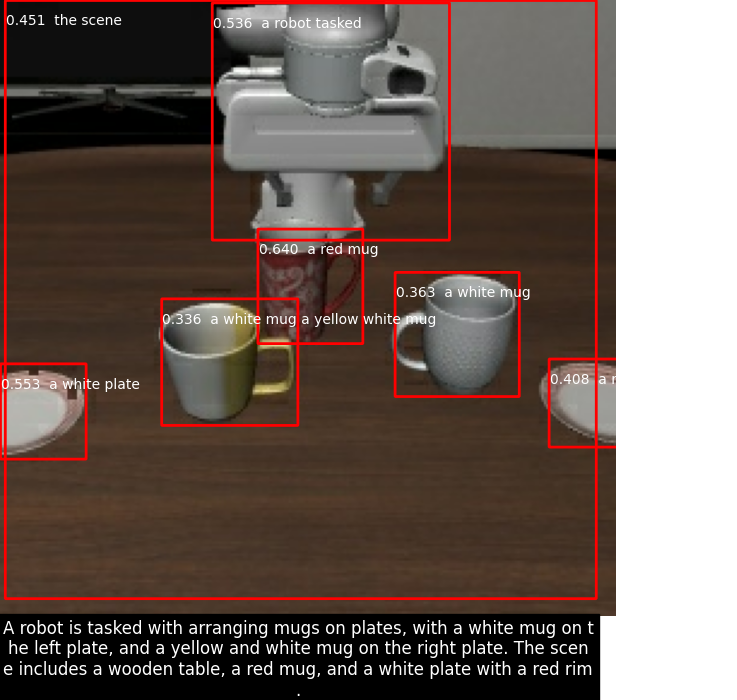 0.451 the scene
0.536 a robot tasked
0.640 a red mug
0.363 a white mug
0.336 a white mug a yellow white mug
0.553 a white plate
0.408 a r
A robot is tasked with arranging mugs on plates, with a white mug on t
he left plate, and a yellow and white mug on the right plate. The scen
e includes a wooden table, a red mug, and a white plate with a red rim
.